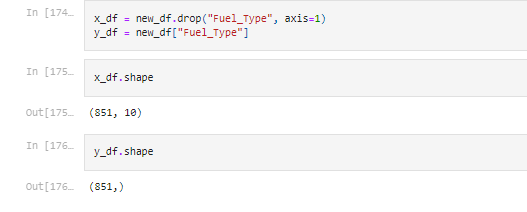 In [174…
x_df = new_df.drop("Fuel_Type", axis=1)
y_df = new_df["Fuel_Type"]
In [175…
x_df.shape
Out[175…
(851, 10)
In [176…
y_df.shape
Out[176…
(851,)